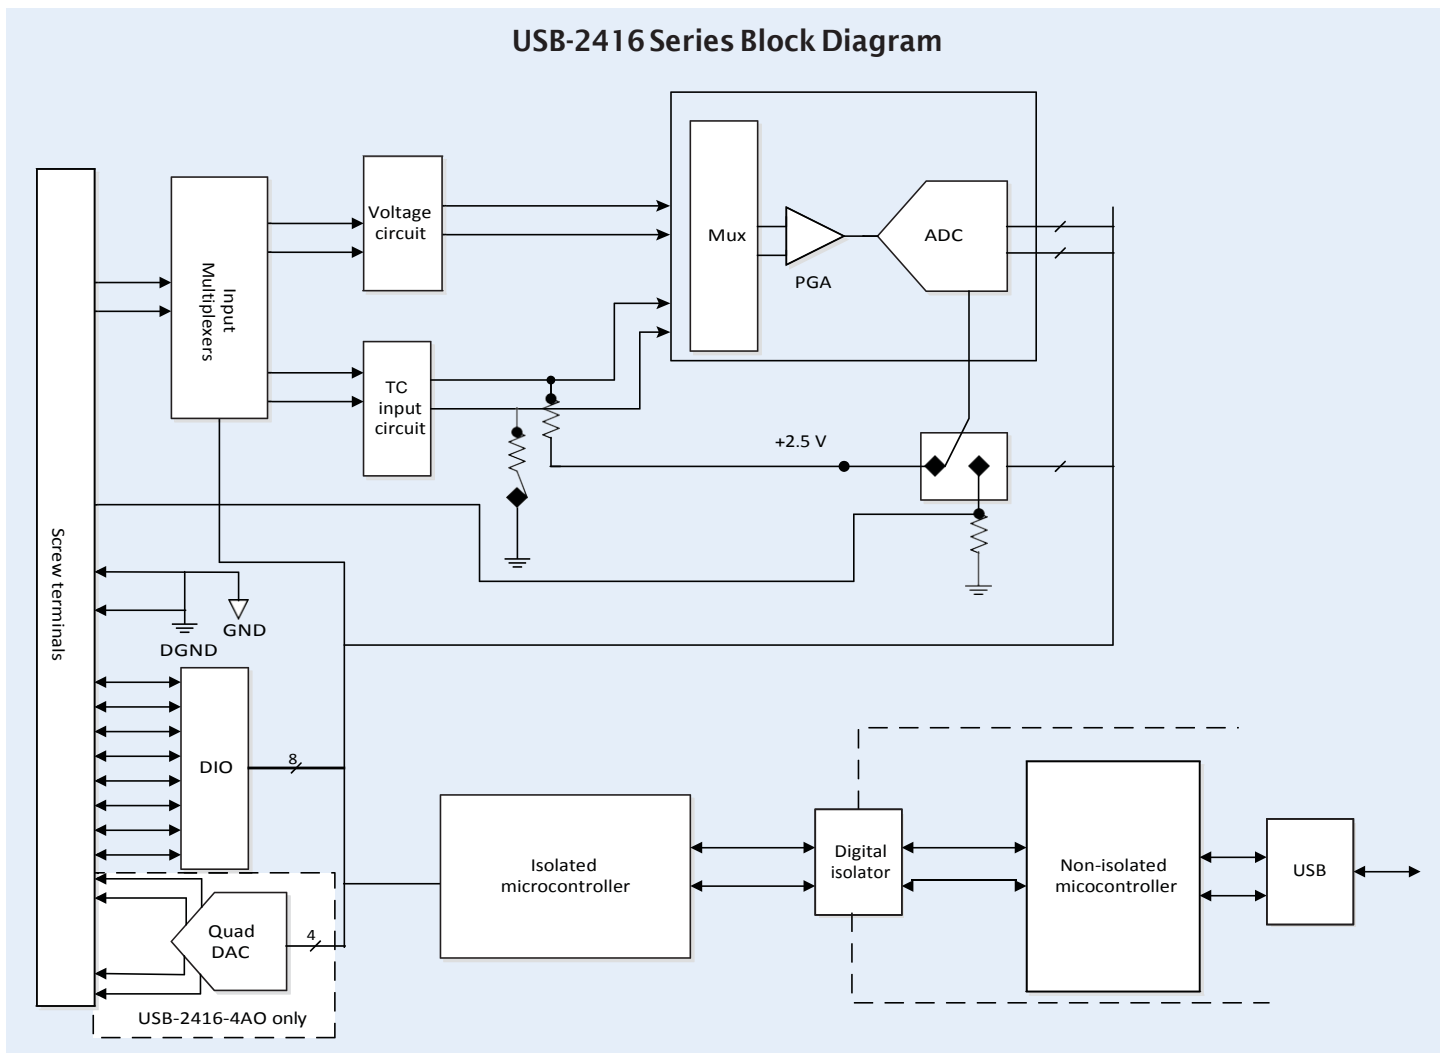 USB-2416 Series Block Diagram
Screw terminals
Input
Multiplexers
Voltage
circuit
TC
input
circuit
Mux
PGA
ADC
+2.5 V
GND
DGND
DIO
8
Quad
DAC
4
USB-2416-4AO only
Isolated
microcontroller
Digital
isolator
Non-isolated
micocontroller
USB